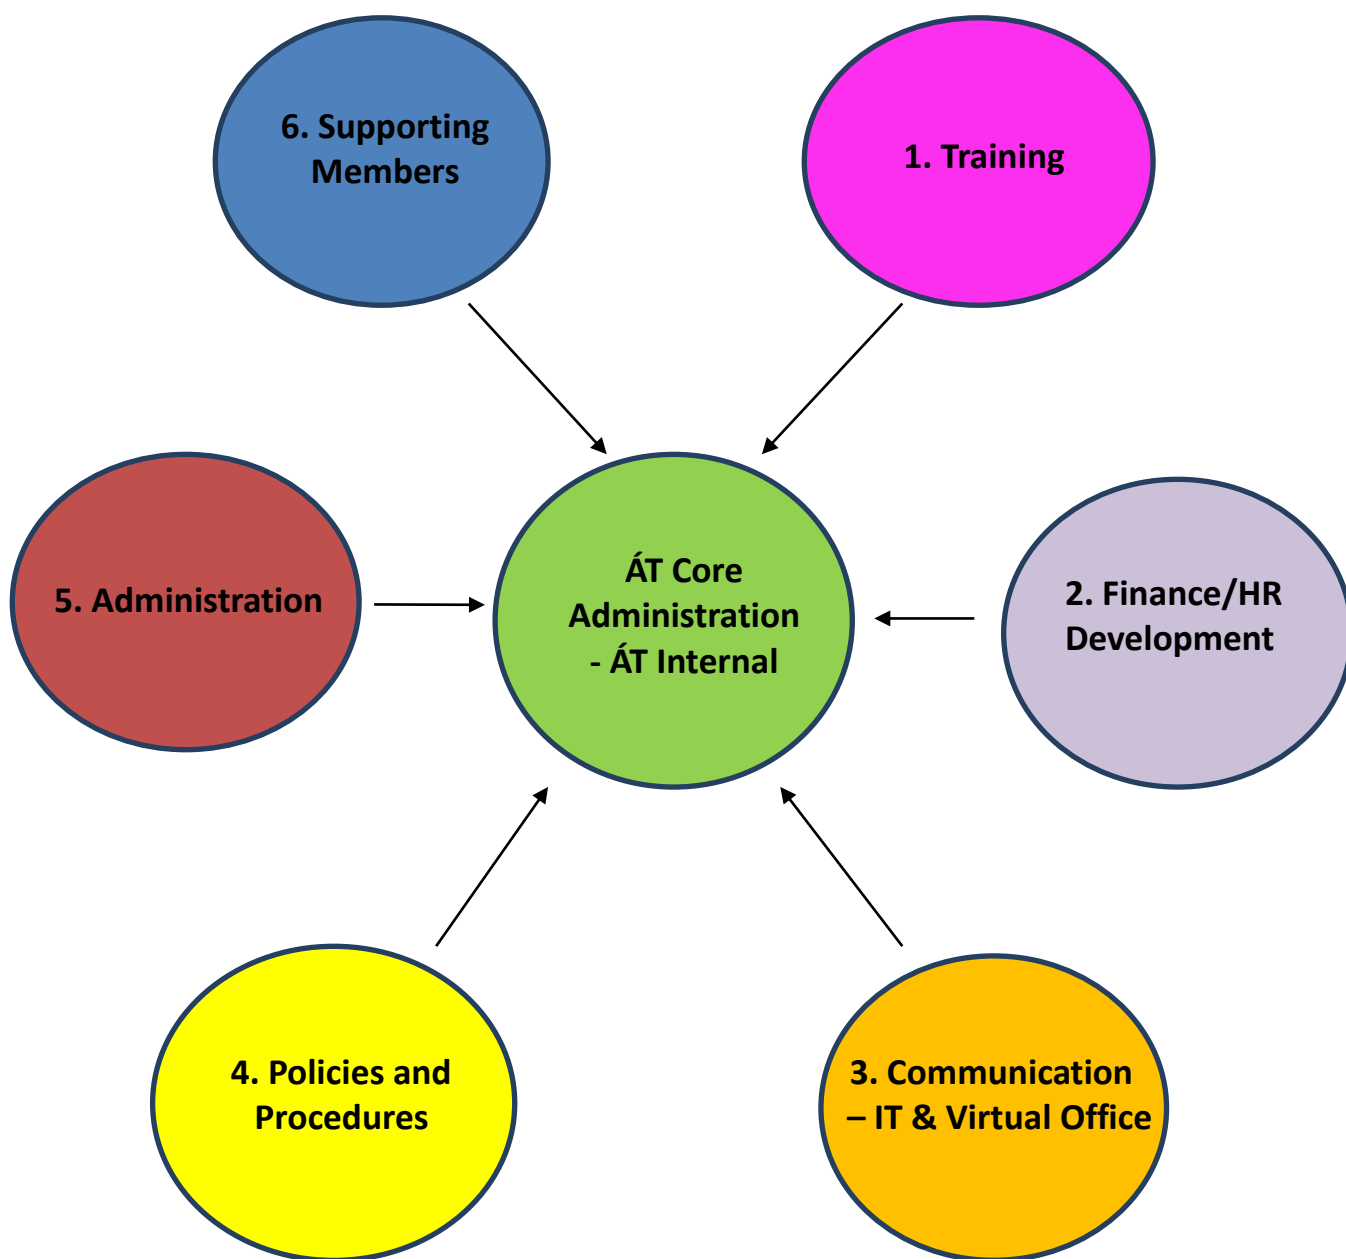 6. Supporting
Members
1. Training
ÁT Core
Administration
- ÁT Internal
2. Finance/HR
Development
5. Administration
4. Policies and
Procedures
3. Communication
– IT & Virtual Office